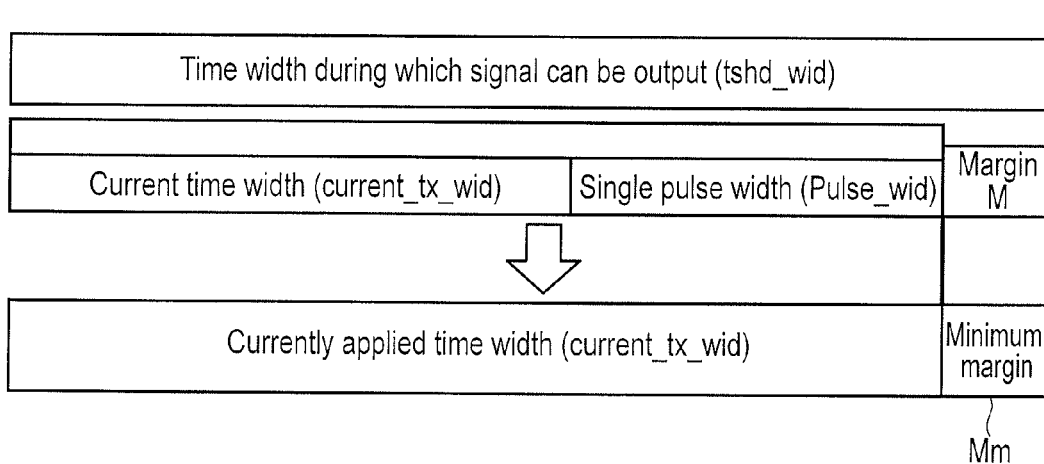 Time width during which signal can be output (tshd_wid)
Current time width (current_tx_wid)
Single pulse width (Pulse_wid)
Margin
M
Currently applied time width (current_tx_wid)
Minimum
margin
Mm